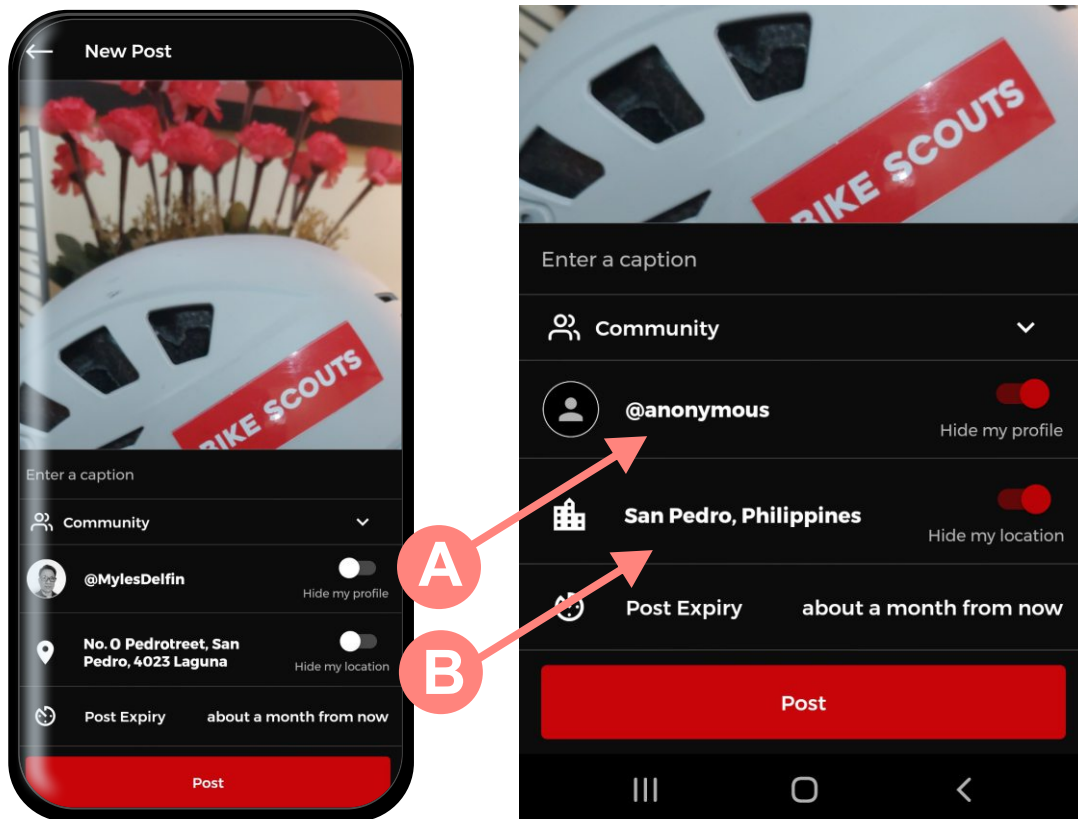 New Post
BIKE SCOUTS
Enter a caption
Community
@MylesDelfin
Hide my profile
No. 0 Pedrotreet, San
Pedro, 4023 Laguna
Hide my location
Post Expiry about a month from now
Post
A
B
BIKE SCOUTS
Enter a caption
Community
@anonymous
Hide my profile
San Pedro, Philippines
Hide my location
Post Expiry about a month from now
Post